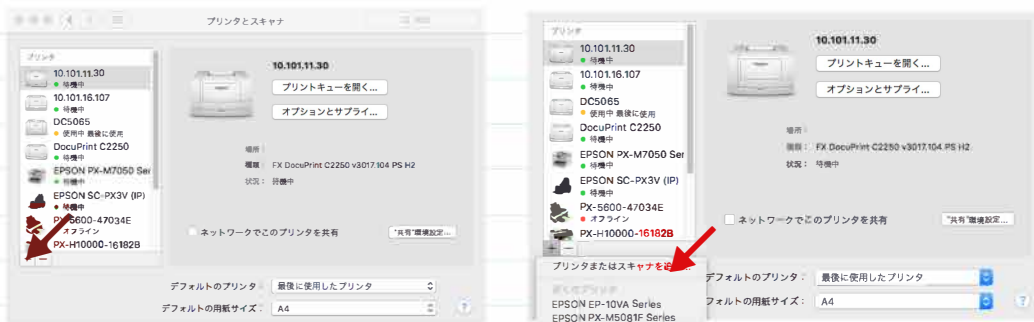 プリンタとスキャナ
プリンタ
10.101.11.30
待機中
10.101.16.107
待機中
DC5065
使用中 最後に使用
DocuPrint C2250
待機中
EPSON PX-M7050 Ser
待機中
EPSON SC-PX3V (IP)
待機中
PX-5600-47034E
オフライン
PX-H10000-16182B
+ −
10.101.11.30
プリントキューを開く...
オプションとサプライ...
場所：
種類： FX DocuPrint C2250 v3017.104 PS H2
状況： 待機中
ネットワークでこのプリンタを共有
"共有"環境設定...
デフォルトのプリンタ： 最後に使用したプリンタ
デフォルトの用紙サイズ： A4
?
プリンタ
10.101.11.30
待機中
10.101.16.107
待機中
DC5065
使用中 最後に使用
DocuPrint C2250
待機中
EPSON PX-M7050 Ser
待機中
EPSON SC-PX3V (IP)
待機中
PX-5600-47034E
オフライン
PX-H10000-16182B
+ −
プリンタまたはスキャナを追
近くのプリンタ
EPSON EP-10VA Series
EPSON PX-M5081F Series
10.101.11.30
プリントキューを開く...
オプションとサプライ...
場所：
種類： FX DocuPrint C2250 v3017.104 PS H2
状況： 待機中
ネットワークでこのプリンタを共有
"共有"環境設定...
デフォルトのプリンタ： 最後に使用したプリンタ
フォルトの用紙サイズ： A4
?